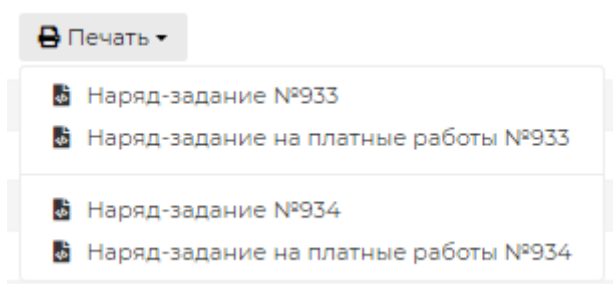 Печать
Наряд-задание №933
Наряд-задание на платные работы №933
Наряд-задание №934
Наряд-задание на платные работы №934